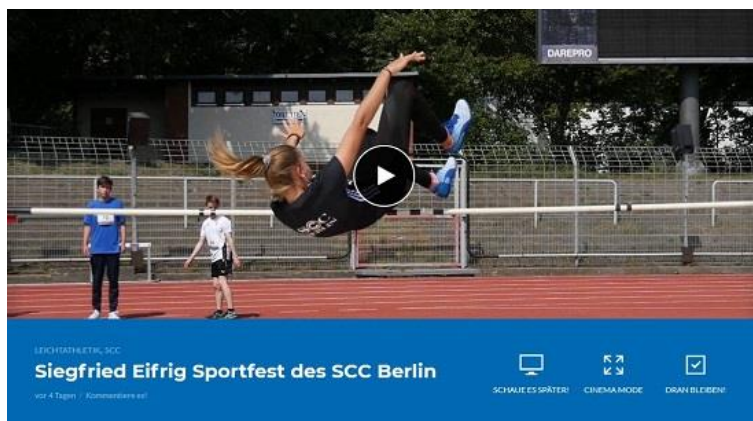 DAREPRO
SCC
LEICHTATHLETIK, SCC
Siegfried Eifrig Sportfest des SCC Berlin
vor 4 Tagen / Kommentiere es!
SCHAUE ES SPÄTER!
CINEMA MODE
DRAN BLEIBEN!